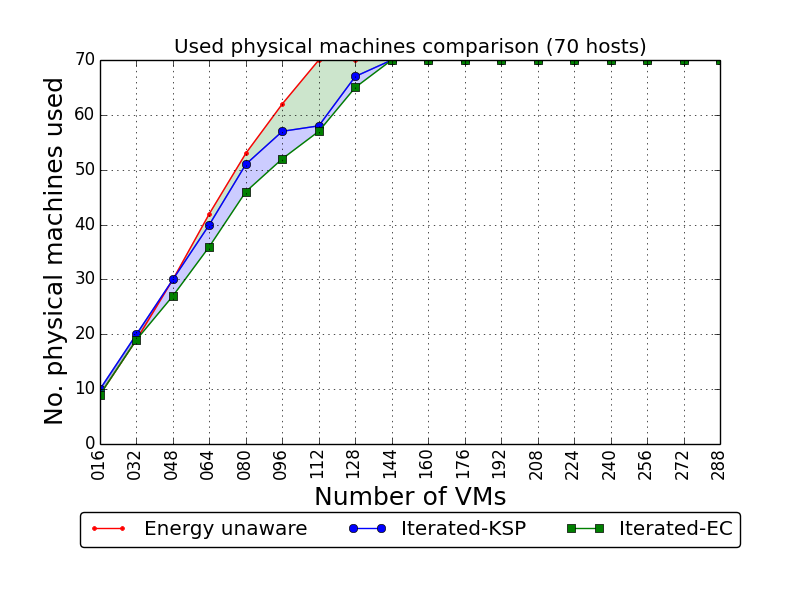 Used physical machines comparison (70 hosts)
No. physical machines used
70
60
50
40
30
20
10
0
016 032 048 064 080 096 112 128 144 160 176 192 208 224 240 256 272 288
Number of VMs
Energy unaware Iterated-KSP Iterated-EC